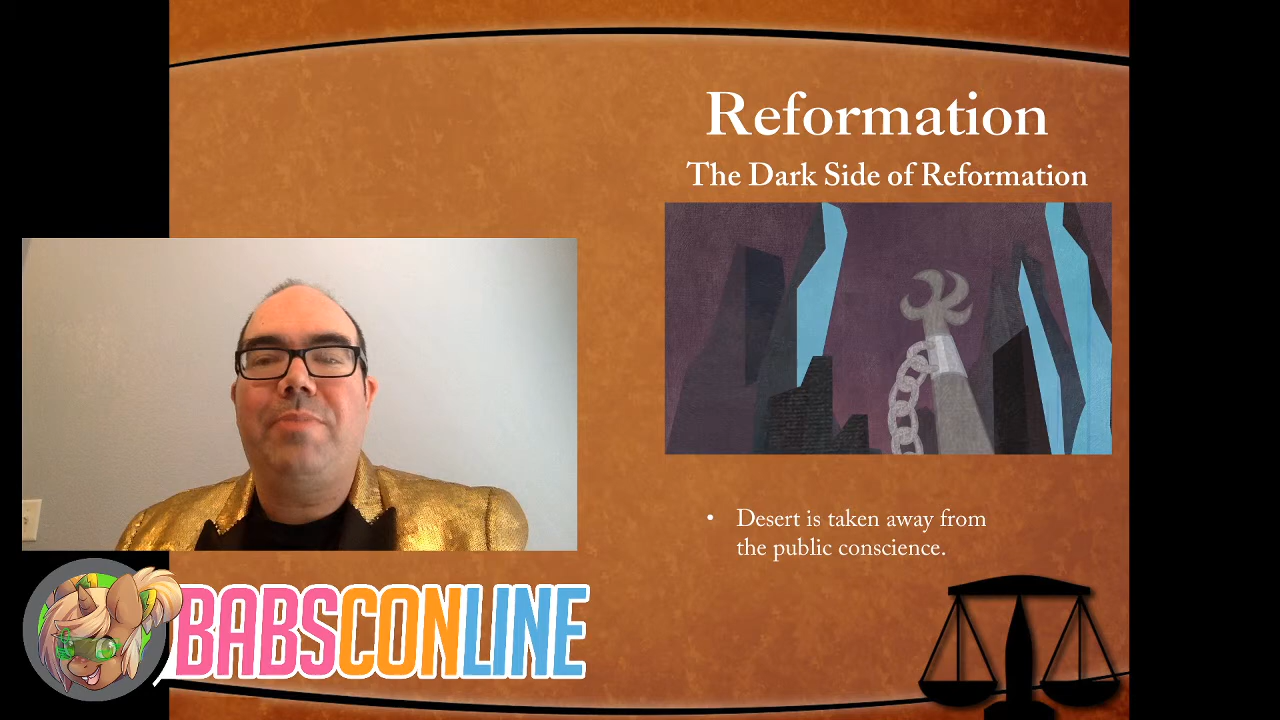 Reformation
The Dark Side of Reformation
• Desert is taken away from
the public conscience.
BABSCONLINE